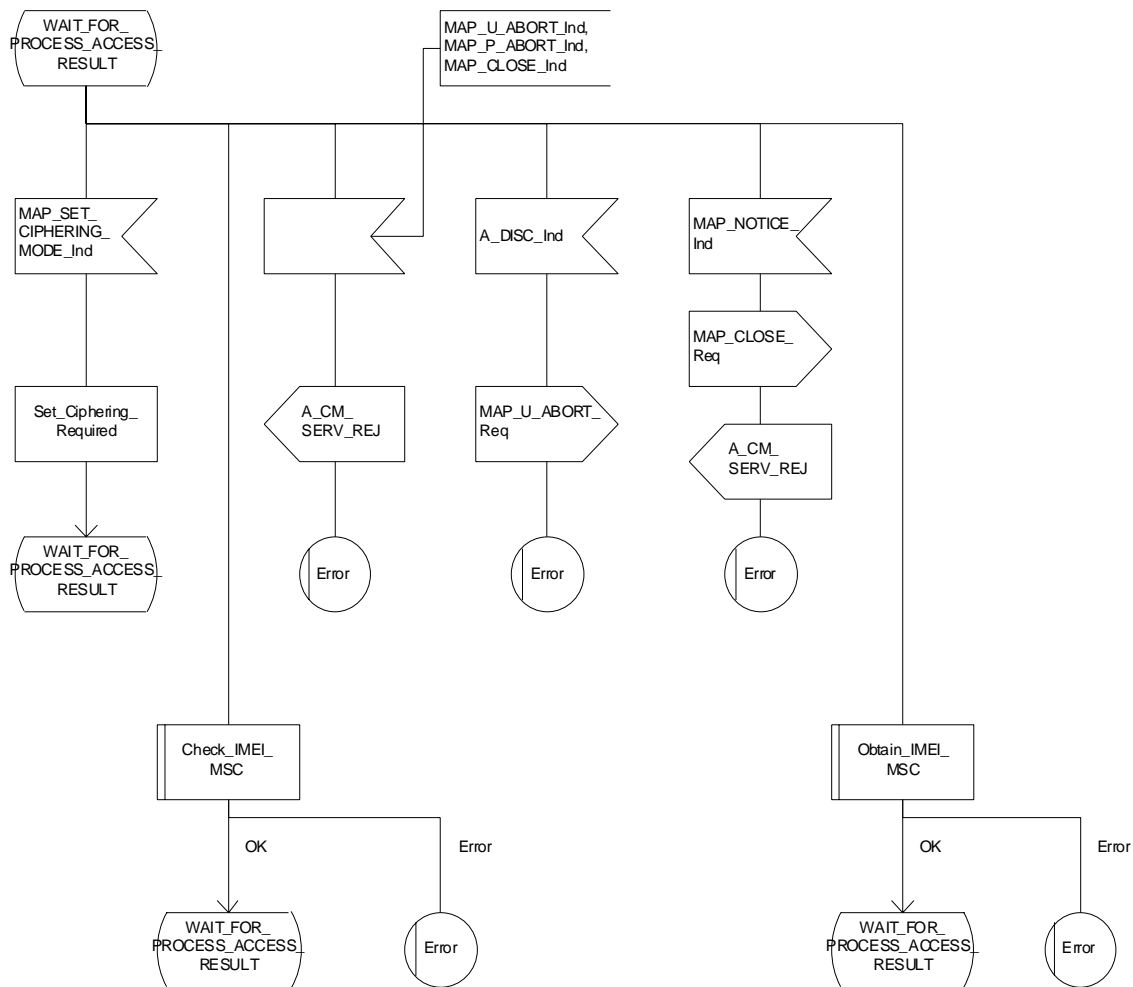 WAIT_FOR_
PROCESS_ACCESS_
RESULT
MAP_U_ABORT_Ind,
MAP_P_ABORT_Ind,
MAP_CLOSE_Ind
MAP_SET_
CIPHERING_
MODE_Ind
A_DISC_Ind
MAP_NOTICE_
Ind
MAP_CLOSE_
Req
Set_Ciphering_
Required
A_CM_
SERV_REJ
MAP_U_ABORT_
Req
A_CM_
SERV_REJ
WAIT_FOR_
PROCESS_ACCESS_
RESULT
Error
Error
Error
Check_IMEI_
MSC
Obtain_IMEI_
MSC
OK
Error
OK
Error
WAIT_FOR_
PROCESS_ACCESS_
RESULT
Error
WAIT_FOR_
PROCESS_ACCESS_
RESULT
Error